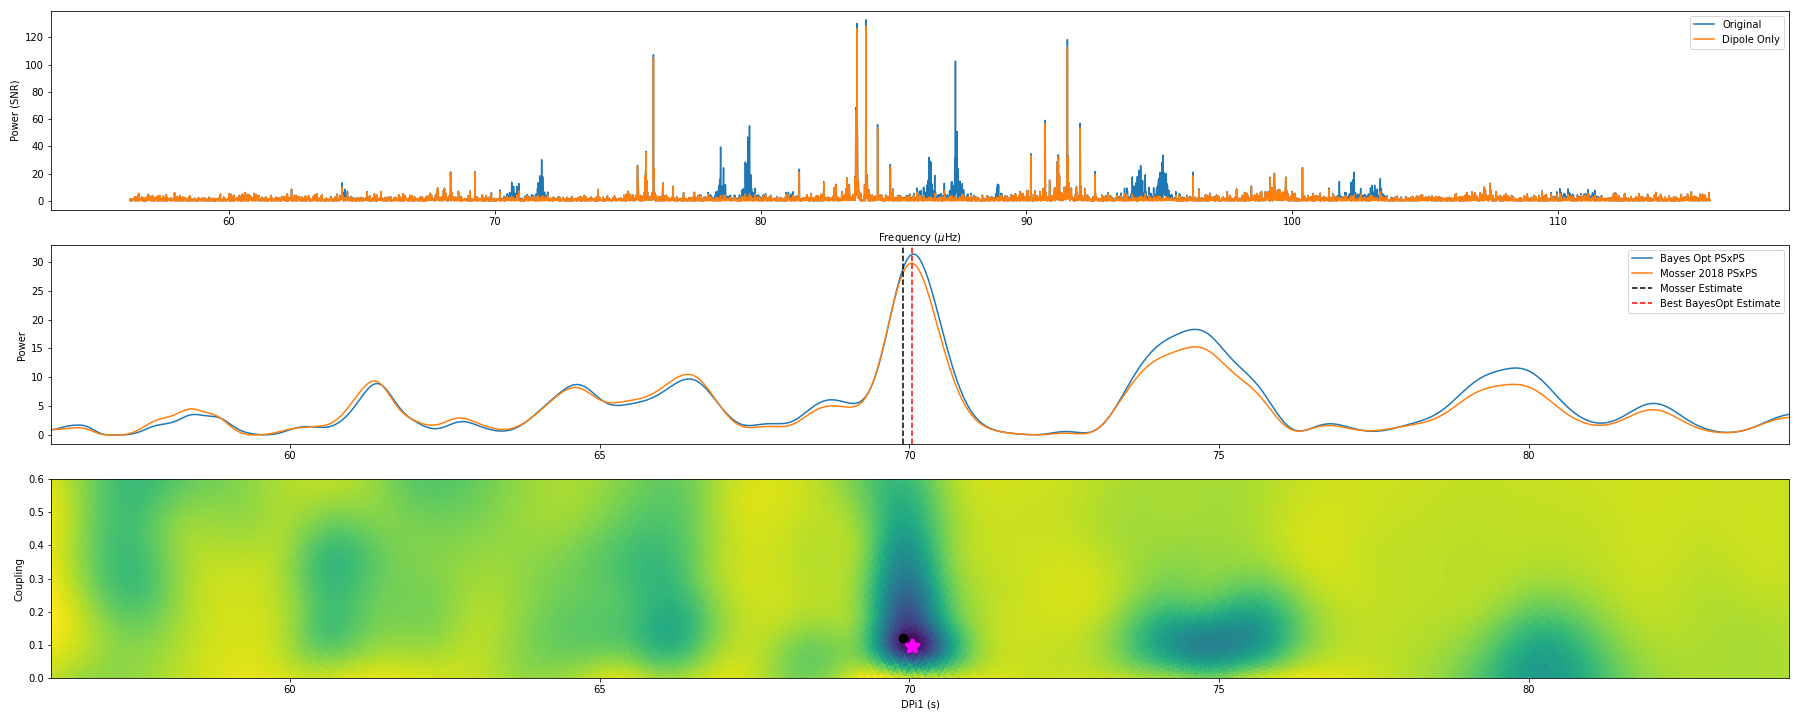 Power (SNR)
120
100
80
60
40
20
0
Original
Dipole Only
60 70 80 90 100 110
Frequency (μHz)
Power
30
25
20
15
10
5
0
Bayes Opt PSxPS
Mosser 2018 PSxPS
Mosser Estimate
Best BayesOpt Estimate
60 65 70 75 80
Coupling
0.6
0.5
0.4
0.3
0.2
0.1
0.0
60 65 70 75 80
DPi1 (s)